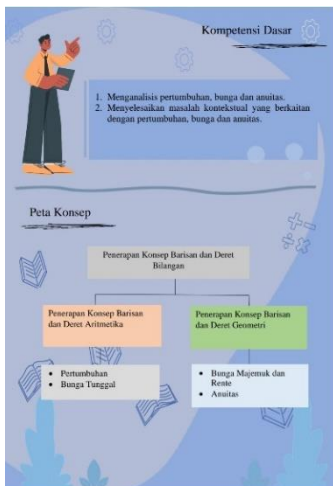 Kompetensi Dasar
1. Menganalisis pertumbuhan, bunga dan anuitas.
2. Menyelesaikan masalah kontekstual yang berkaitan
dengan pertumbuhan, bunga dan anuitas.
Peta Konsep
Penerapan Konsep Barisan dan Deret
Bilangan
Penerapan Konsep Barisan
dan Deret Aritmetika
Penerapan Konsep Barisan
dan Deret Geometri
• Pertumbuhan
• Bunga Tunggal
• Bunga Majemuk dan
Rente
• Anuitas